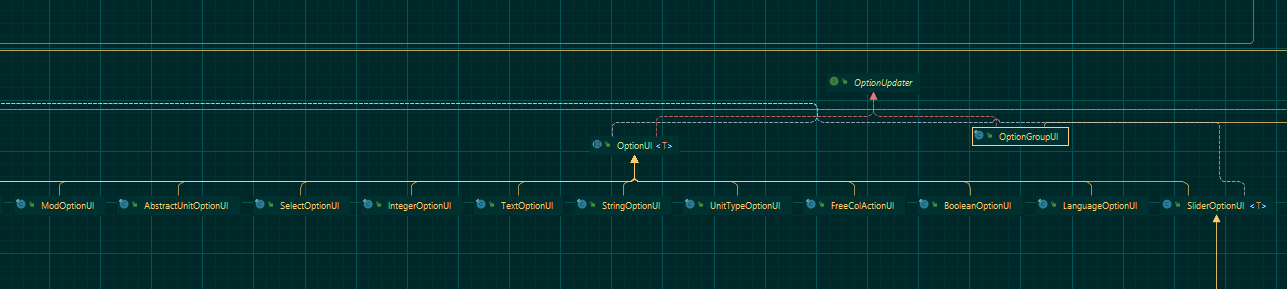 OptionUpdater
OptionGroupUI
OptionUI <T>
ModOptionUI
AbstractUnitOptionUI
SelectOptionUI
IntegerOptionUI
TextOptionUI
StringOptionUI
UnitTypeOptionUI
FreeColActionUI
BooleanOptionUI
LanguageOptionUI
SliderOptionUI <T>